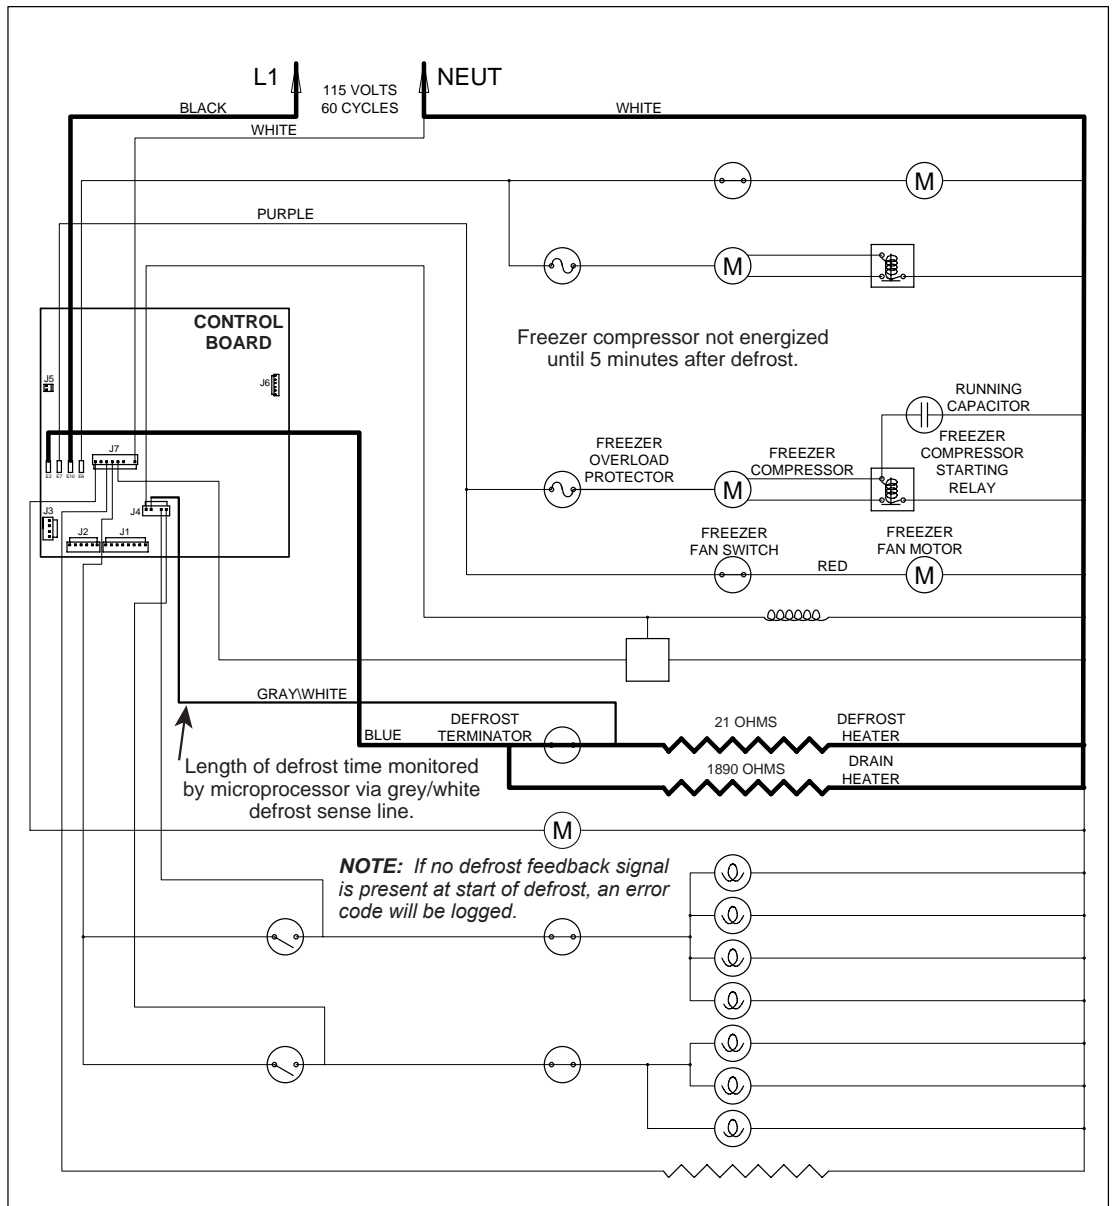 L1
NEUT
115 VOLTS
60 CYCLES
BLACK
WHITE
WHITE
PURPLE
M
M
CONTROL
BOARD
Freezer compressor not energized
until 5 minutes after defrost.
J5
J6
RUNNING
CAPACITOR
J7
E2 E7 E10 E6
FREEZER
OVERLOAD
PROTECTOR
FREEZER
COMPRESSOR
FREEZER
COMPRESSOR
STARTING
RELAY
M
J3
J4
J2
J1
FREEZER
FAN SWITCH
RED
FREEZER
FAN MOTOR
M
GRAY\WHITE
BLUE
DEFROST
TERMINATOR
21 OHMS
DEFROST
HEATER
1890 OHMS
DRAIN
HEATER
Length of defrost time monitored
by microprocessor via grey/white
defrost sense line.
M
NOTE: If no defrost feedback signal
is present at start of defrost, an error
code will be logged.